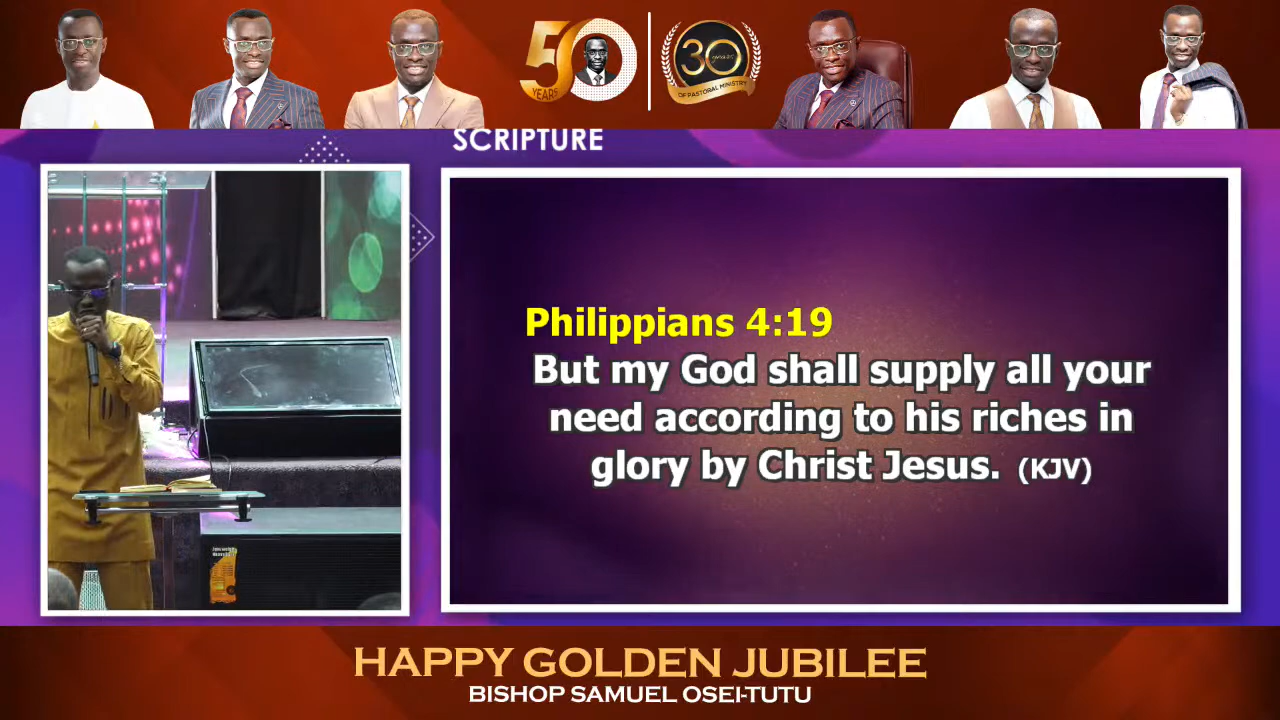 50
YEARS
30
years
OF PASTORAL MINISTRY
SCRIPTURE
Philippians 4:19
But my God shall supply all your
need according to his riches in
glory by Christ Jesus. (KJV)
HAPPY GOLDEN JUBILEE
BISHOP SAMUEL OSEI-TUTU